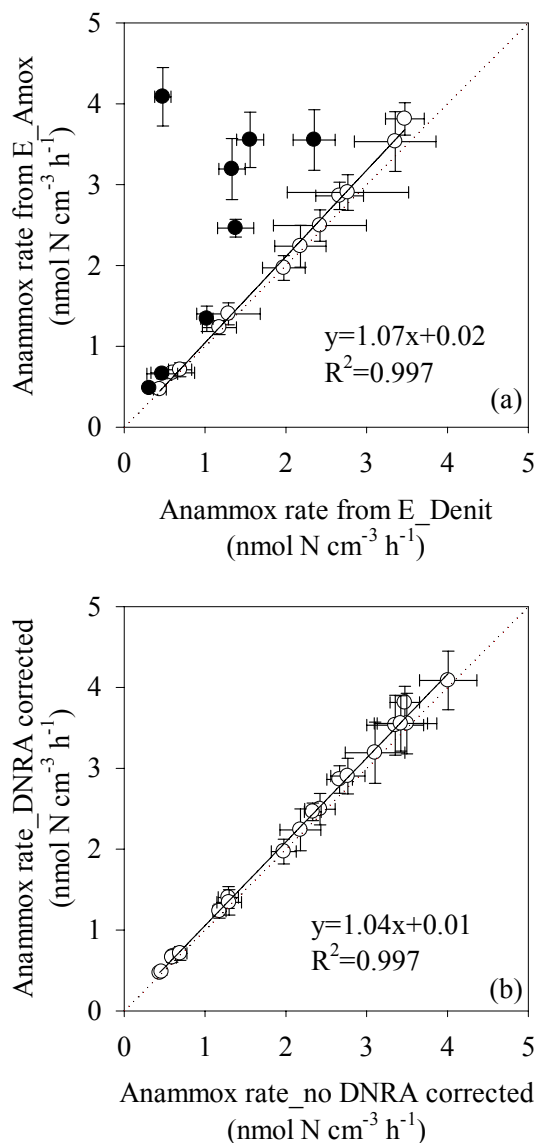 5
4
3
2
1
0
Anammox rate from E_Amox
(nmol N cm⁻³ h⁻¹)
y=1.07x+0.02
R²=0.997
(a)
0 1 2 3 4 5
Anammox rate from E_Denit
(nmol N cm⁻³ h⁻¹)
5
4
3
2
1
0
Anammox rate_DNRA corrected
(nmol N cm⁻³ h⁻¹)
y=1.04x+0.01
R²=0.997
(b)
0 1 2 3 4 5
Anammox rate_no DNRA corrected
(nmol N cm⁻³ h⁻¹)